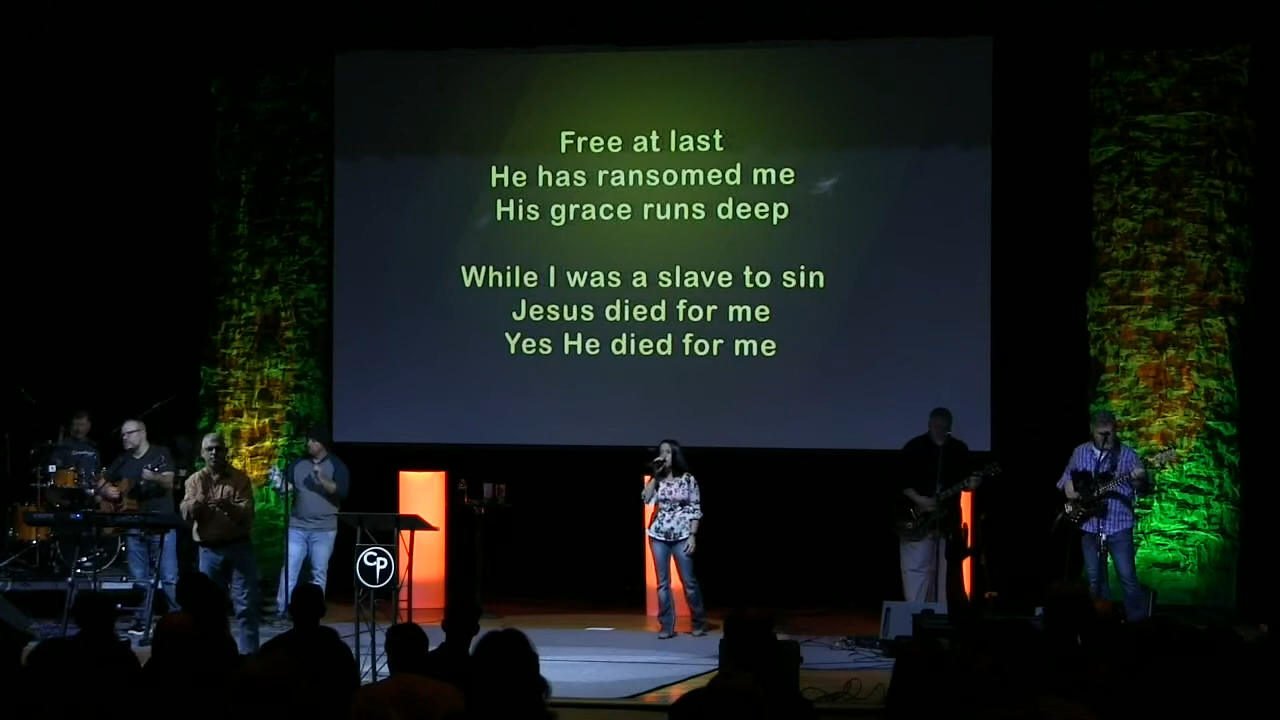 Free at last
He has ransomed me
His grace runs deep
While I was a slave to sin
Jesus died for me
Yes He died for me
CP